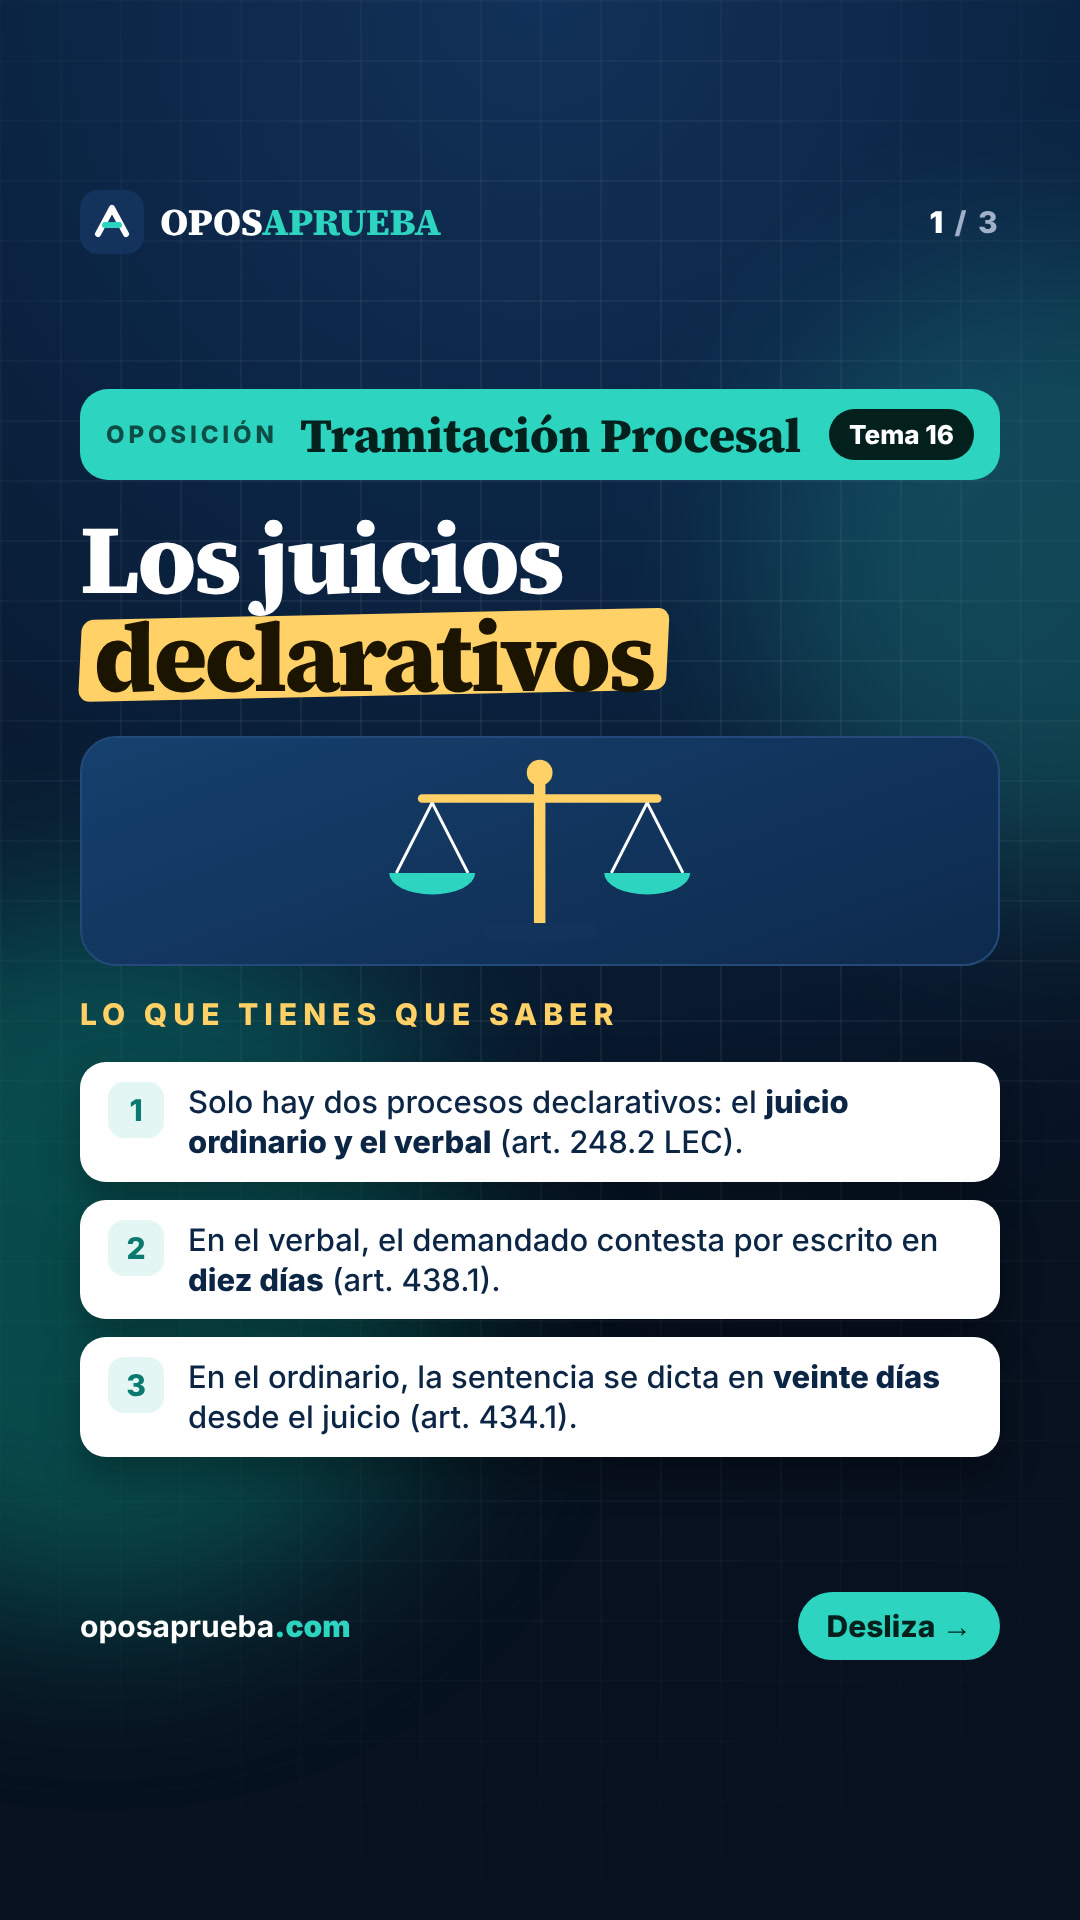 OPOSAPRUEBA
1 / 3
OPOSICIÓN Tramitación Procesal Tema 16
Los juicios
declarativos
LO QUE TIENES QUE SABER
1 Solo hay dos procesos declarativos: el juicio
ordinario y el verbal (art. 248.2 LEC).
2 En el verbal, el demandado contesta por escrito en
diez días (art. 438.1).
3 En el ordinario, la sentencia se dicta en veinte días
desde el juicio (art. 434.1).
oposaprueba.com
Desliza →